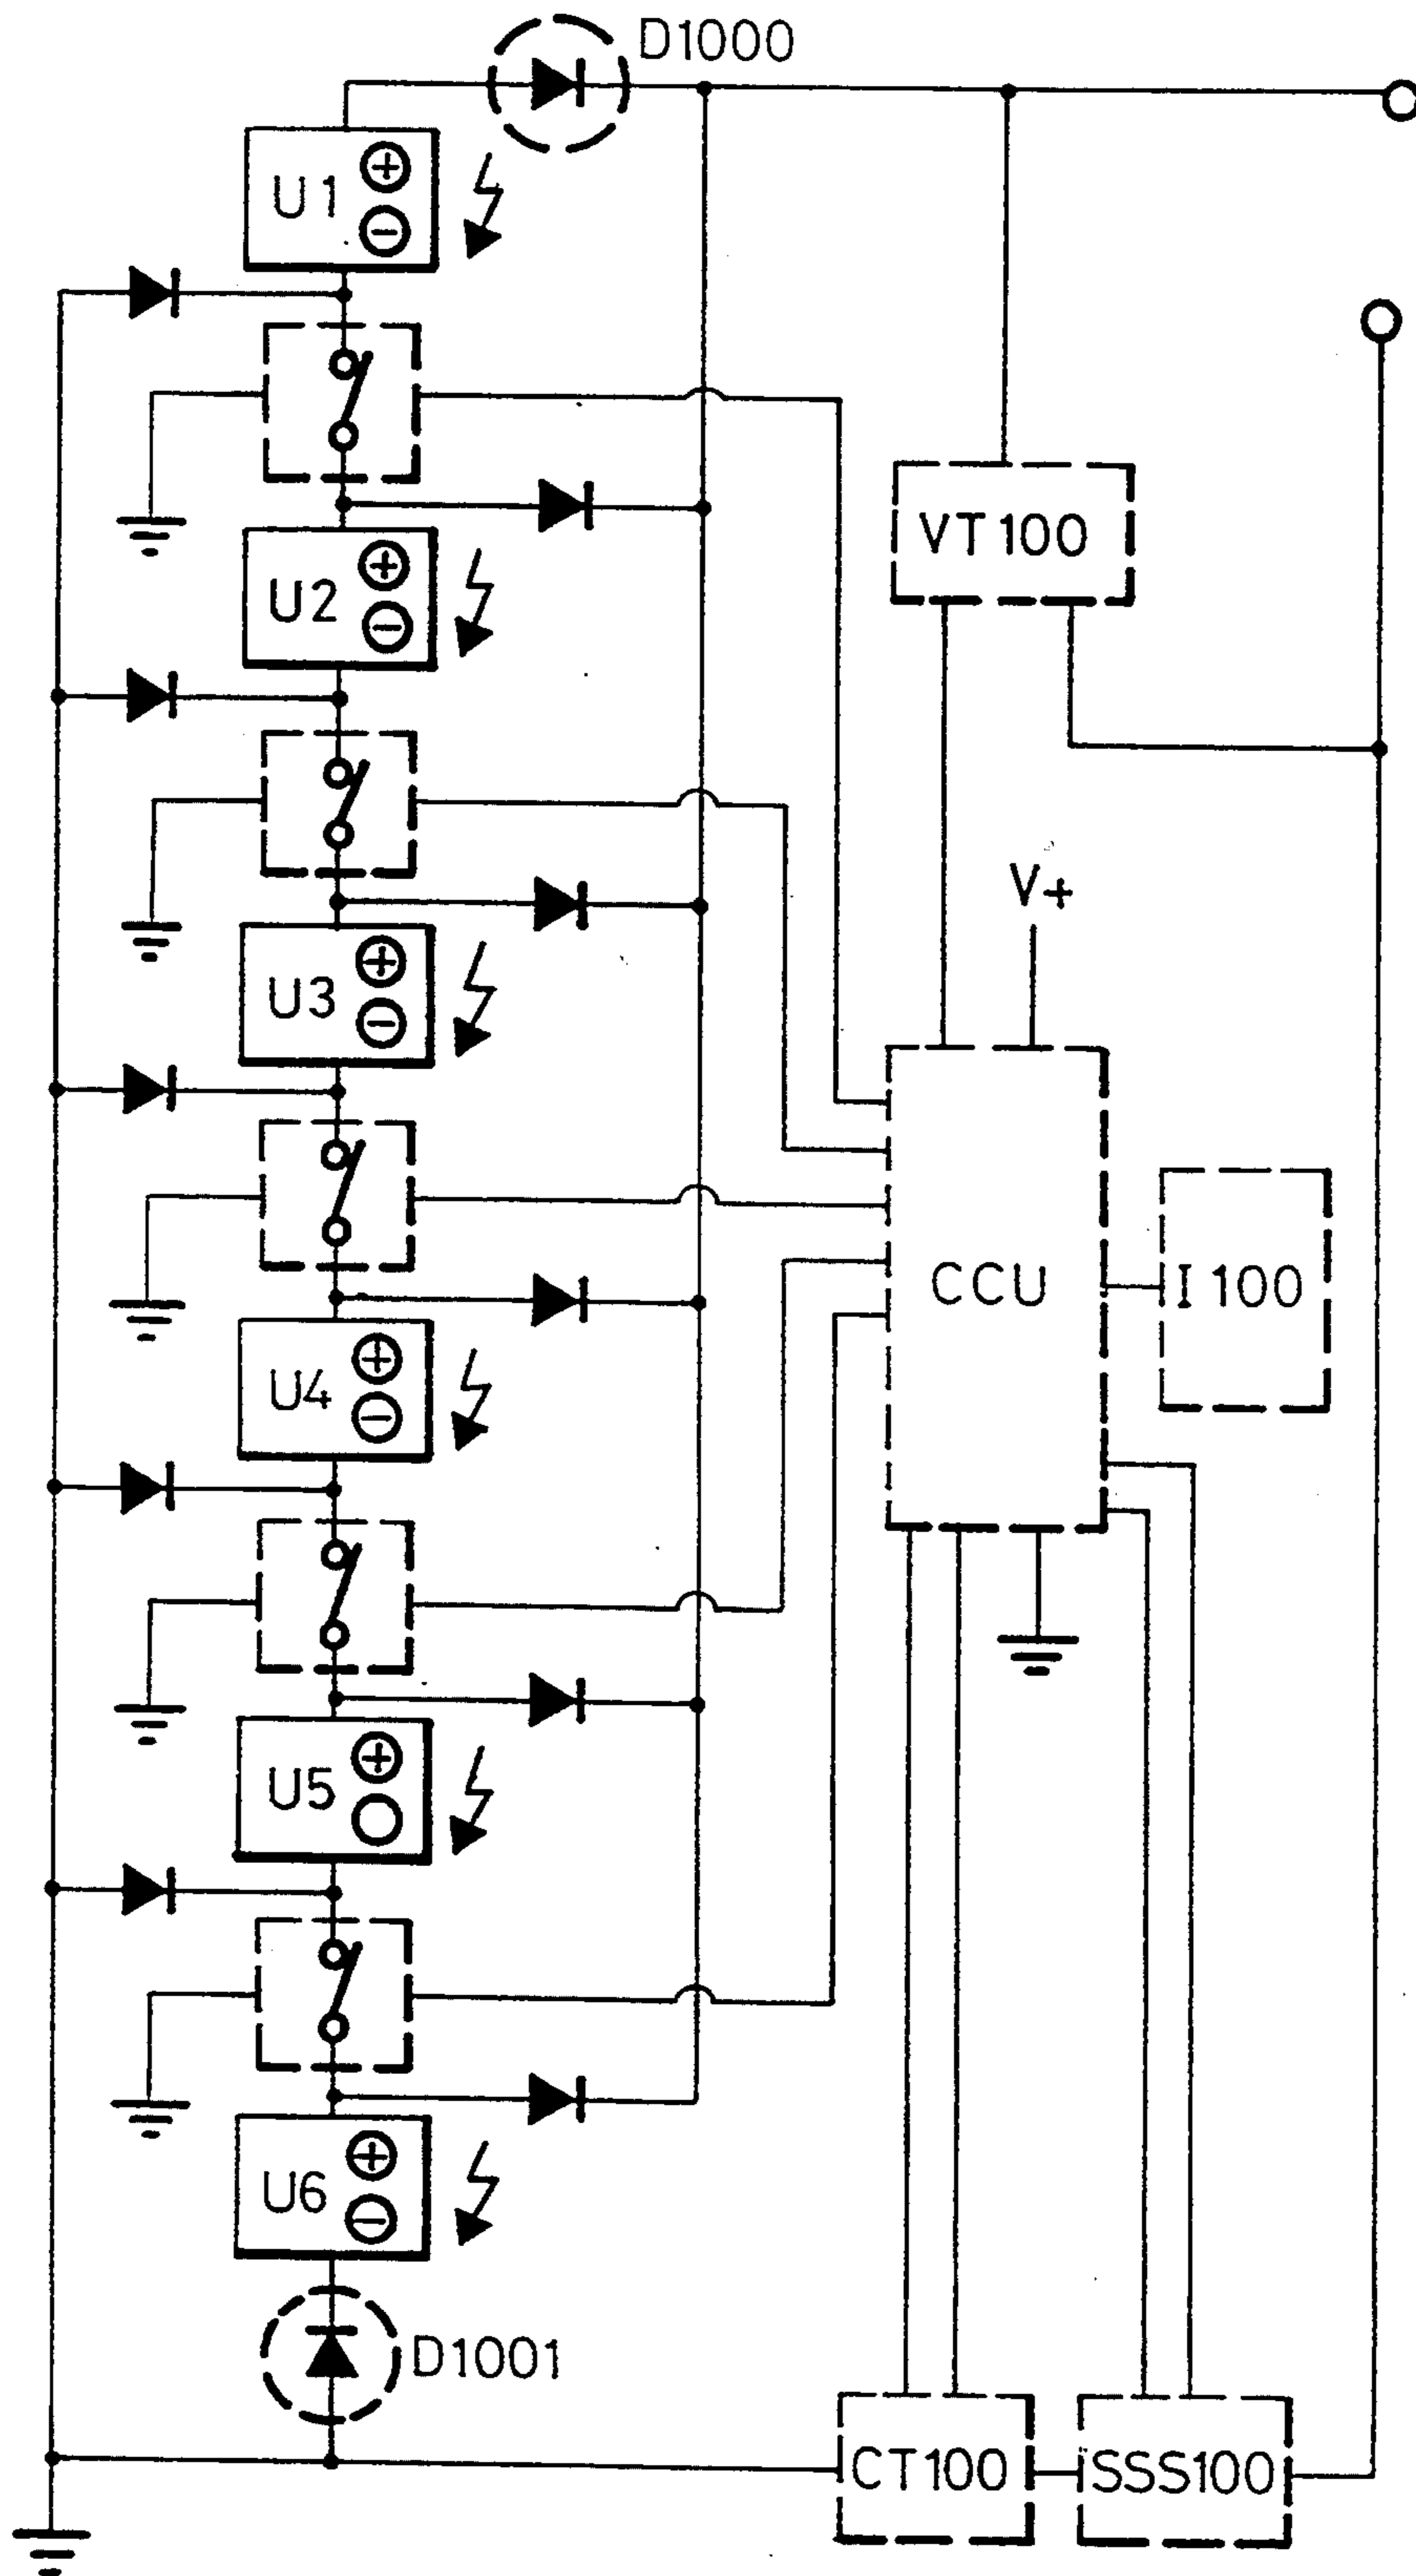 D1000
U1
+
−
VT100
U2
+
−
V+
U3
+
−
CCU
I100
U4
+
−
U5
+
U6
+
−
D1001
CT100
SSS100